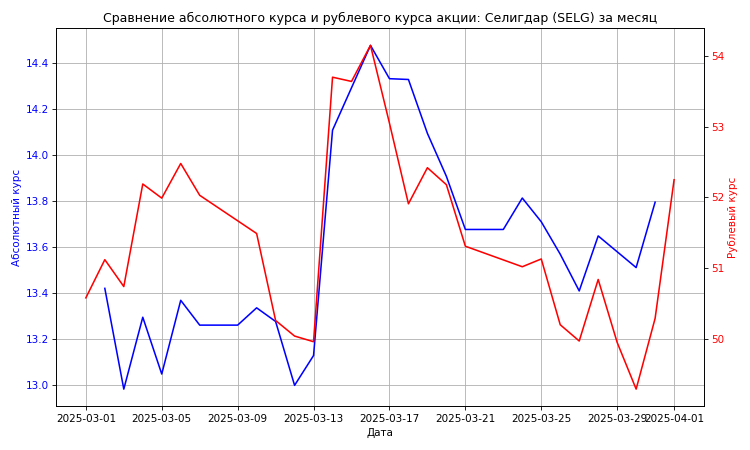 Сравнение абсолютного курса и рублевого курса акции: Селигдар (SELG) за месяц
Абсолютный курс
14.4
14.2
14.0
13.8
13.6
13.4
13.2
13.0
54
53
52
51
50
Рублевый курс
2025-03-01 2025-03-05 2025-03-09 2025-03-13 2025-03-17 2025-03-21 2025-03-25 2025-03-29 2025-04-01
Дата